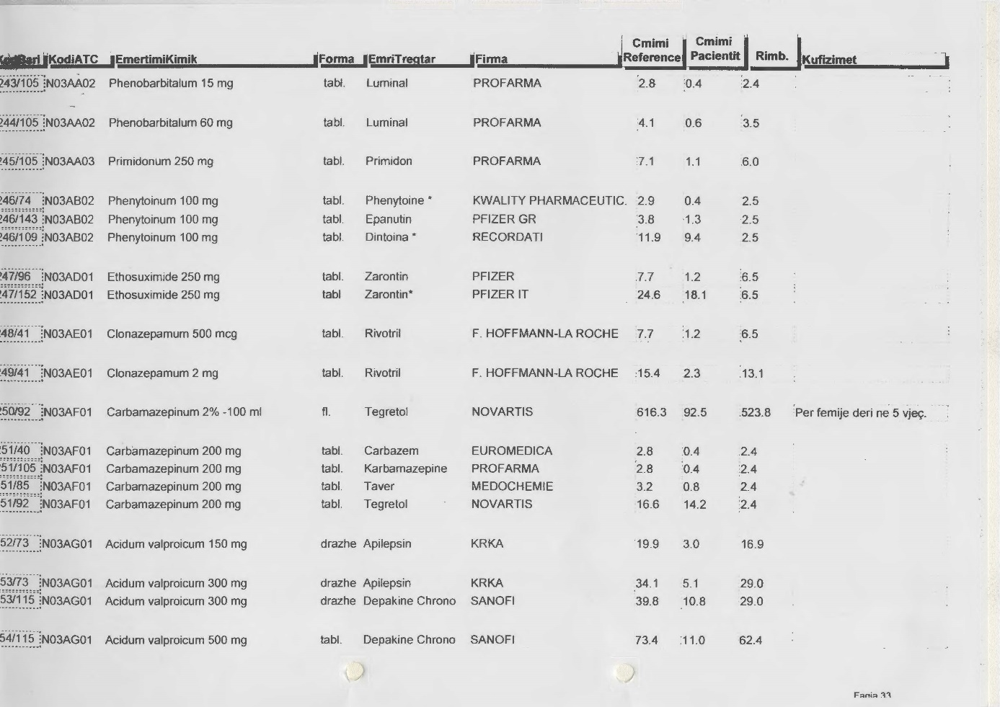 KodiATC EmertimiKimik Forma EmriTregtar Firma Cmimi Reference Cmimi Pacientit Rimb. Kufizimet
243/105 N03AA02 Phenobarbitalum 15 mg tabl. Luminal PROFARMA 2.8 0.4 2.4
244/105 N03AA02 Phenobarbitalum 60 mg tabl. Luminal PROFARMA 4.1 0.6 3.5
245/105 N03AA03 Primidonum 250 mg tabl. Primidon PROFARMA 7.1 1.1 6.0
246/74 N03AB02 Phenytoinum 100 mg tabl. Phenytoine * KWALITY PHARMACEUTIC. 2.9 0.4 2.5
246/143 N03AB02 Phenytoinum 100 mg tabl. Epanutin PFIZER GR 3.8 1.3 2.5
246/109 N03AB02 Phenytoinum 100 mg tabl. Dintoina * RECORDATI 11.9 9.4 2.5
247/96 N03AD01 Ethosuximide 250 mg tabl. Zarontin PFIZER 7.7 1.2 6.5
247/152 N03AD01 Ethosuximide 250 mg tabl Zarontin* PFIZER IT 24.6 18.1 6.5
48/41 N03AE01 Clonazepamum 500 mcg tabl. Rivotril F. HOFFMANN-LA ROCHE 7.7 1.2 6.5
49/41 N03AE01 Clonazepamum 2 mg tabl. Rivotril F. HOFFMANN-LA ROCHE 15.4 2.3 13.1
50/92 N03AF01 Carbamazepinum 2% -100 ml fl. Tegretol NOVARTIS 616.3 92.5 523.8 Per femije deri ne 5 vjeç.
51/40 N03AF01 Carbamazepinum 200 mg tabl. Carbazem EUROMEDICA 2.8 0.4 2.4
51/105 N03AF01 Carbamazepinum 200 mg tabl. Karbamazepine PROFARMA 2.8 0.4 2.4
51/85 N03AF01 Carbamazepinum 200 mg tabl. Taver MEDOCHEMIE 3.2 0.8 2.4
51/92 N03AF01 Carbamazepinum 200 mg tabl. Tegretol NOVARTIS 16.6 14.2 2.4
52/73 N03AG01 Acidum valproicum 150 mg drazhe Apilepsin KRKA 19.9 3.0 16.9
53/73 N03AG01 Acidum valproicum 300 mg drazhe Apilepsin KRKA 34.1 5.1 29.0
53/115 N03AG01 Acidum valproicum 300 mg drazhe Depakine Chrono SANOFI 39.8 10.8 29.0
54/115 N03AG01 Acidum valproicum 500 mg tabl. Depakine Chrono SANOFI 73.4 11.0 62.4
Faqja 33